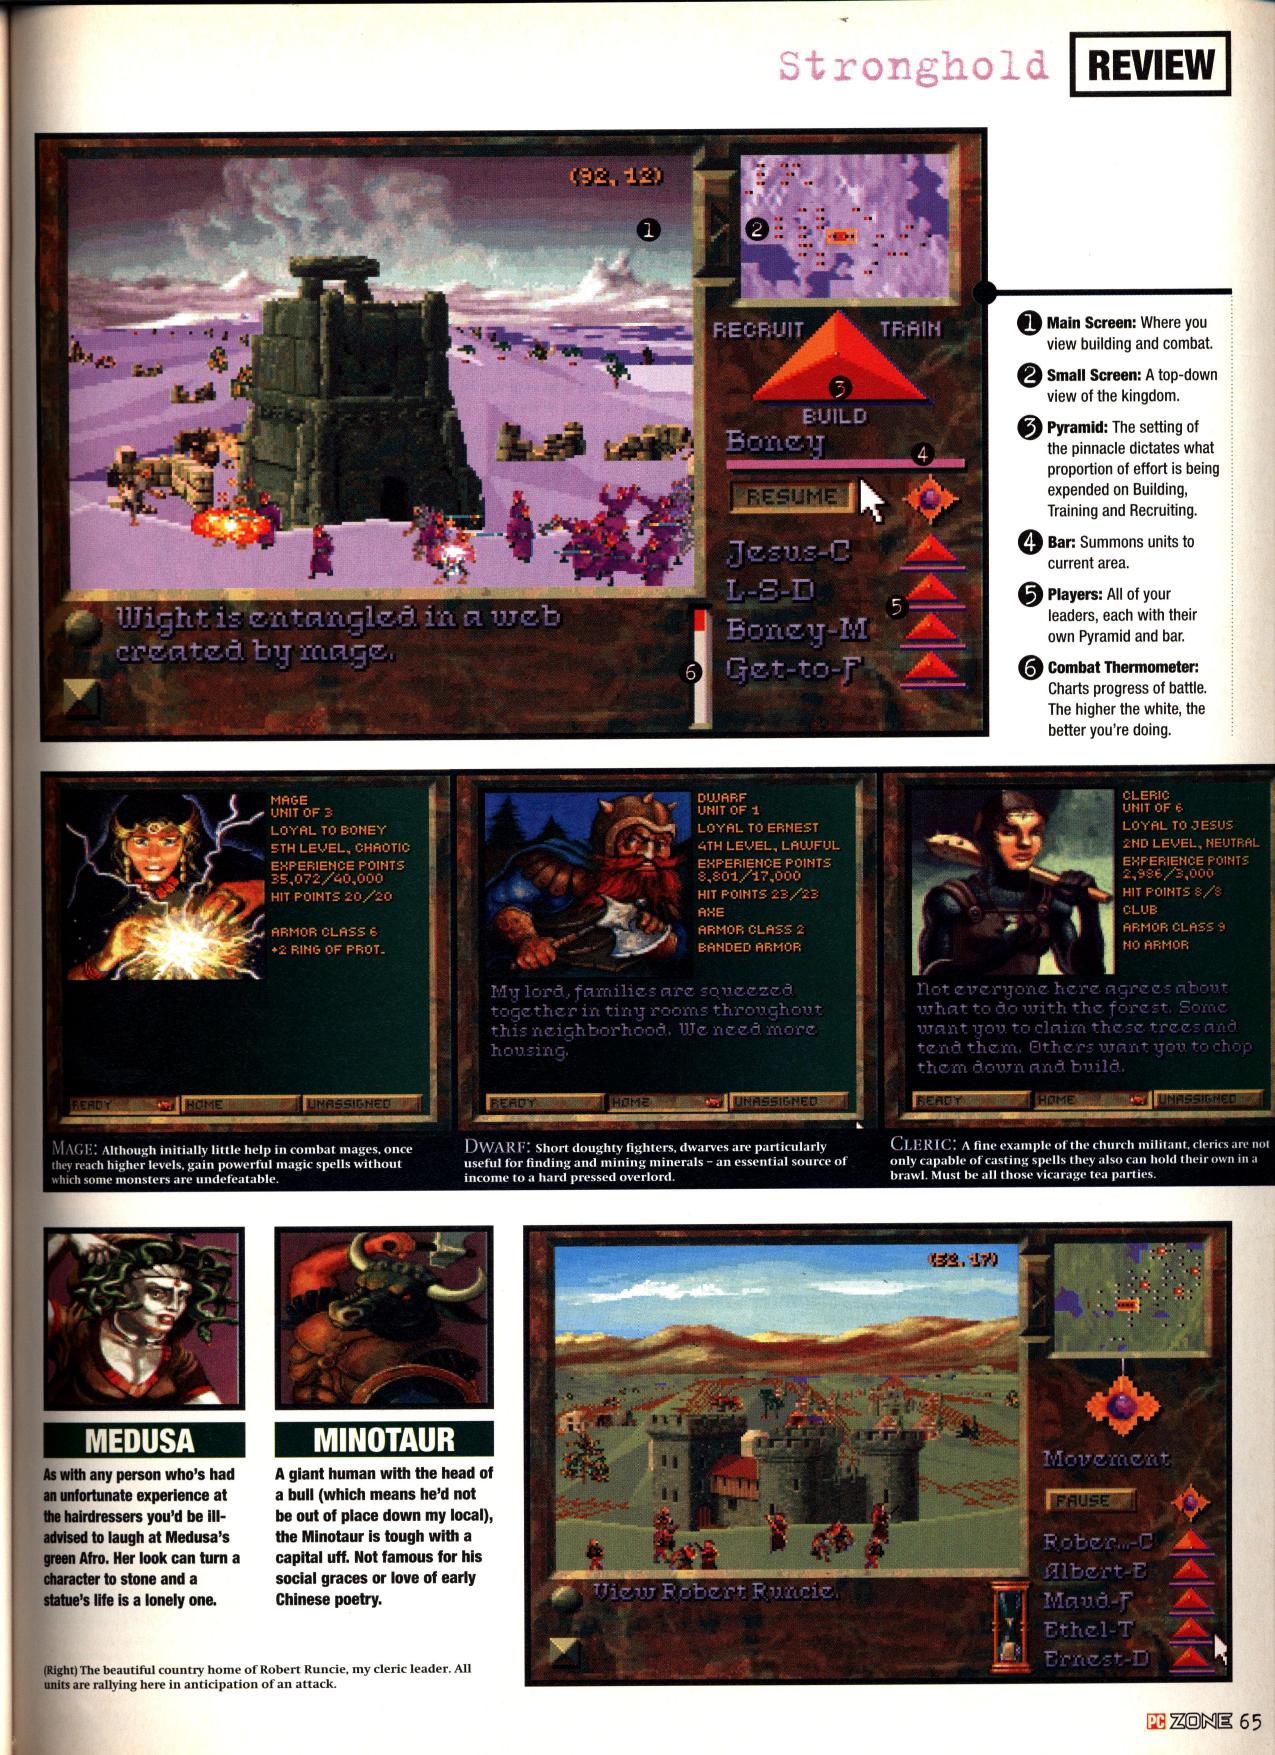 Stronghold REVIEW
(92,12)
1
2
RECRUIT TRAIN
3
BUILD
Boney
4
RESUME
Jesus-C
L-S-D
5
Boney-M
Get-to-F
6
Wight is entangled in a web
created by mage.
1 Main Screen: Where you
view building and combat.
2 Small Screen: A top-down
view of the kingdom.
3 Pyramid: The setting of
the pinnacle dictates what
proportion of effort is being
expended on Building,
Training and Recruiting.
4 Bar: Summons units to
current area.
5 Players: All of your
leaders, each with their
own Pyramid and bar.
6 Combat Thermometer:
Charts progress of battle.
The higher the white, the
better you're doing.
MAGE
UNIT OF 3
LOYAL TO BONEY
5TH LEVEL, CHAOTIC
EXPERIENCE POINTS
35,072/40,000
HIT POINTS 20/20
ARMOR CLASS 6
+2 RING OF PROT.
READY HOME UNASSIGNED
MAGE: Although initially little help in combat mages, once
they reach higher levels, gain powerful magic spells without
which some monsters are undefeatable.
DWARF
UNIT OF 1
LOYAL TO ERNEST
4TH LEVEL, LAWFUL
EXPERIENCE POINTS
8,801/17,000
HIT POINTS 23/23
AXE
ARMOR CLASS 2
BANDED ARMOR
My lord, families are squeezed
together in tiny rooms throughout
this neighborhood. We need more
housing.
READY HOME UNASSIGNED
DWARF: Short doughty fighters, dwarves are particularly
useful for finding and mining minerals – an essential source of
income to a hard pressed overlord.
CLERIC
UNIT OF 6
LOYAL TO JESUS
2ND LEVEL, NEUTRAL
EXPERIENCE POINTS
2,986/3,000
HIT POINTS 8/8
CLUB
ARMOR CLASS 9
NO ARMOR
Not everyone here agrees about
what to do with the forest. Some
want you to claim these trees and
tend them. Others want you to chop
them down and build.
READY HOME UNASSIGNED
CLERIC: A fine example of the church militant, clerics are not
only capable of casting spells they also can hold their own in a
brawl. Must be all those vicarage tea parties.
MEDUSA
As with any person who's had
an unfortunate experience at
the hairdressers you'd be ill-
advised to laugh at Medusa's
green Afro. Her look can turn a
character to stone and a
statue's life is a lonely one.
MINOTAUR
A giant human with the head of
a bull (which means he'd not
be out of place down my local),
the Minotaur is tough with a
capital uff. Not famous for his
social graces or love of early
Chinese poetry.
(Right) The beautiful country home of Robert Runcie, my cleric leader. All
units are rallying here in anticipation of an attack.
(52,17)
Movement
PAUSE
Rober...-C
Albert-E
Maud-F
Ethel-T
Ernest-D
View Robert Runcie.
PC ZONE 65